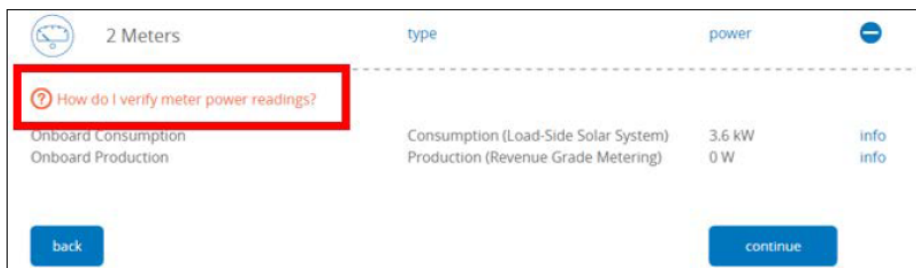 2 Meters type power
How do I verify meter power readings?
Onboard Consumption Consumption (Load-Side Solar System) 3.6 kW info
Onboard Production Production (Revenue Grade Metering) 0 W info
back continue